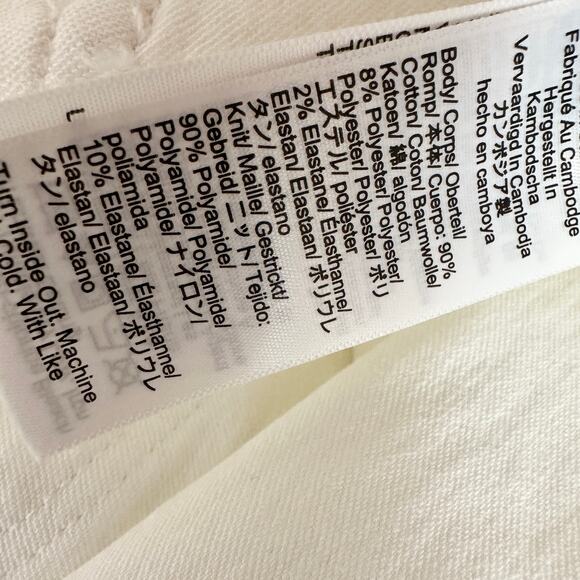 Fabriqué Au Cambodge
Hergestellt In
Kambodscha
Vervaardigd In Cambodja
カンボジア製
hecho en camboya
Body/ Corps/ Oberteil/
Romp/ 本体/ Cuerpo: 90%
Cotton/ Coton/ Baumwolle/
Katoen/ 綿/ algodón
8% Polyester/ Polyester/
Polyester/ Polyester/ ポリ
エステル/ poliéster
2% Elastane/ Élasthanne/
Elastan/ Elastaan/ ポリウレ
タン/ elastano
Knit/ Maille/ Gestrickt/
Gebreid/ ニット/ Tejido:
90% Polyamide/
Polyamide/ Polyamide/
Polyamide/ ナイロン/
poliamida
10% Elastane/ Élasthanne/
Elastan/ Elastaan/ ポリウレ
タン/ elastano
Turn Inside Out. Machine
Cold. With Like